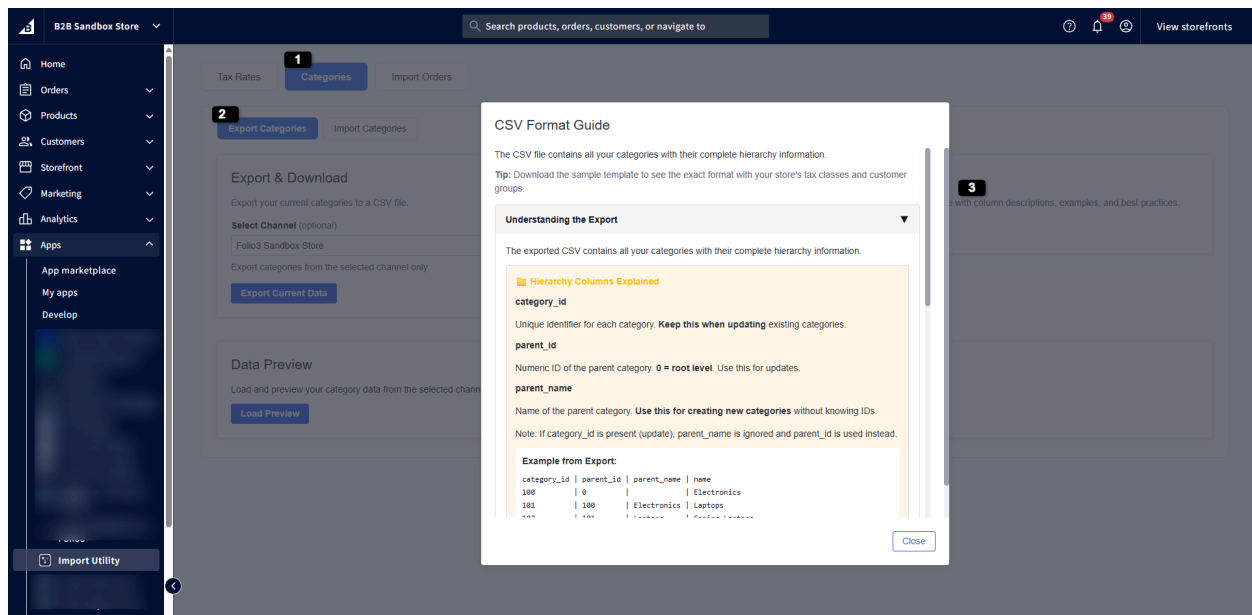 B2B Sandbox Store
Search products, orders, customers, or navigate to
39
View storefronts
Home
Orders
Products
Customers
Storefront
Marketing
Analytics
Apps
App marketplace
My apps
Develop
Import Utility
1
Tax Rates
Categories
Import Orders
2
Export Categories
Import Categories
Export & Download
Export your current categories to a CSV file.
Select Channel (optional)
Folio3 Sandbox Store
Export categories from the selected channel only
Export Current Data
Data Preview
Load and preview your category data from the selected chann
Load Preview
3
with column descriptions, examples, and best practices.
CSV Format Guide
The CSV file contains all your categories with their complete hierarchy information.
Tip: Download the sample template to see the exact format with your store's tax classes and customer
groups.
Understanding the Export
The exported CSV contains all your categories with their complete hierarchy information.
Hierarchy Columns Explained
category_id
Unique identifier for each category. Keep this when updating existing categories.
parent_id
Numeric ID of the parent category. 0 = root level. Use this for updates.
parent_name
Name of the parent category. Use this for creating new categories without knowing IDs.
Note: If category_id is present (update), parent_name is ignored and parent_id is used instead.
Example from Export:
category_id | parent_id | parent_name | name
100 | 0 | | Electronics
101 | 100 | Electronics | Laptops
Close